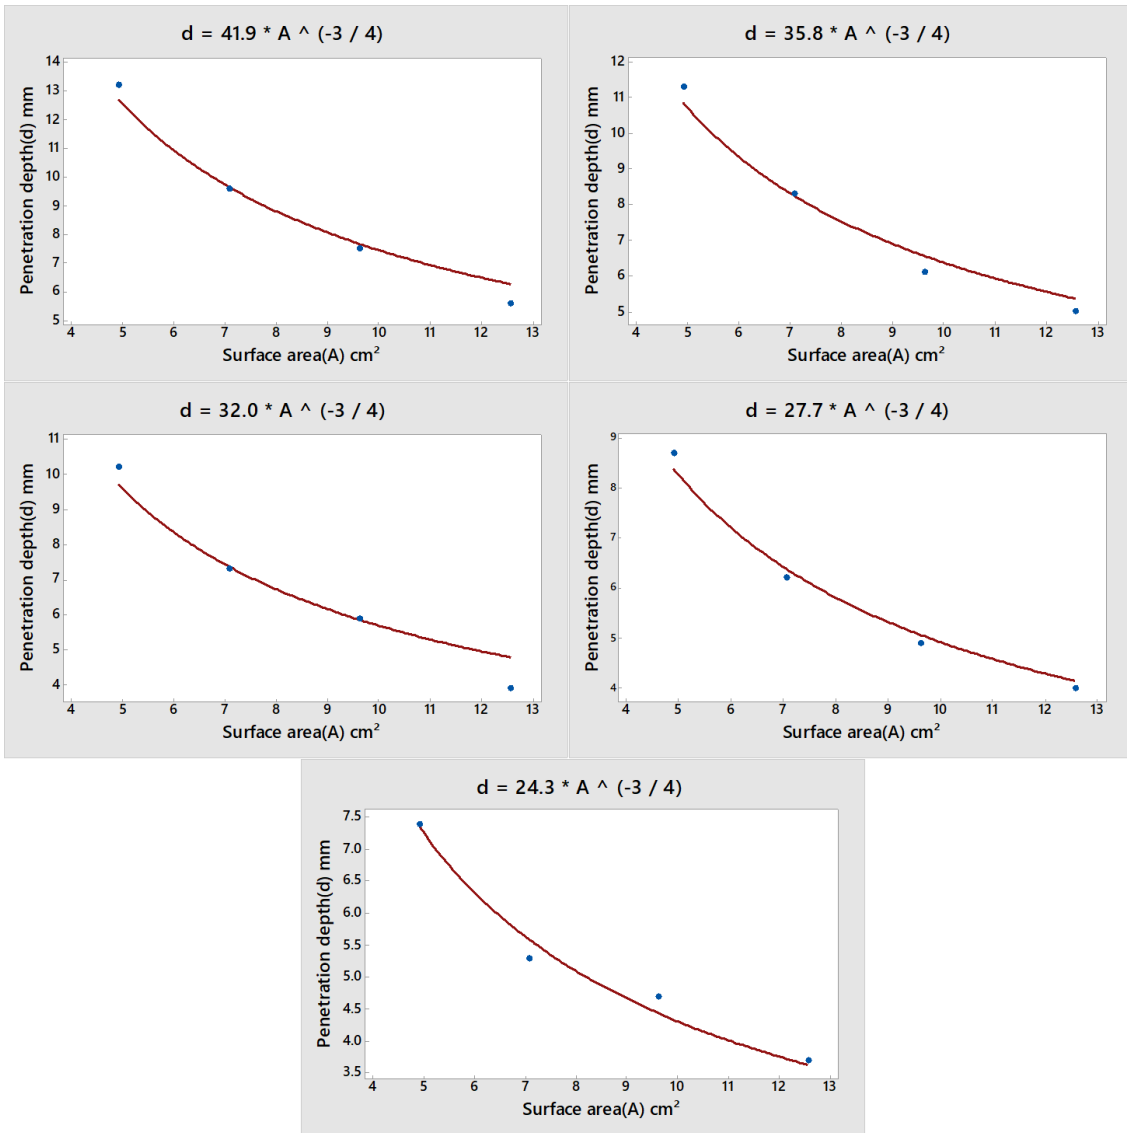 d = 41.9 * A ^ (-3 / 4)
Penetration depth(d) mm
14
13
12
11
10
9
8
7
6
5
4 5 6 7 8 9 10 11 12 13
Surface area(A) cm²
d = 35.8 * A ^ (-3 / 4)
Penetration depth(d) mm
12
11
10
9
8
7
6
5
4 5 6 7 8 9 10 11 12 13
Surface area(A) cm²
d = 32.0 * A ^ (-3 / 4)
Penetration depth(d) mm
11
10
9
8
7
6
5
4
4 5 6 7 8 9 10 11 12 13
Surface area(A) cm²
d = 27.7 * A ^ (-3 / 4)
Penetration depth(d) mm
9
8
7
6
5
4
4 5 6 7 8 9 10 11 12 13
Surface area(A) cm²
d = 24.3 * A ^ (-3 / 4)
Penetration depth(d) mm
7.5
7.0
6.5
6.0
5.5
5.0
4.5
4.0
3.5
4 5 6 7 8 9 10 11 12 13
Surface area(A) cm²